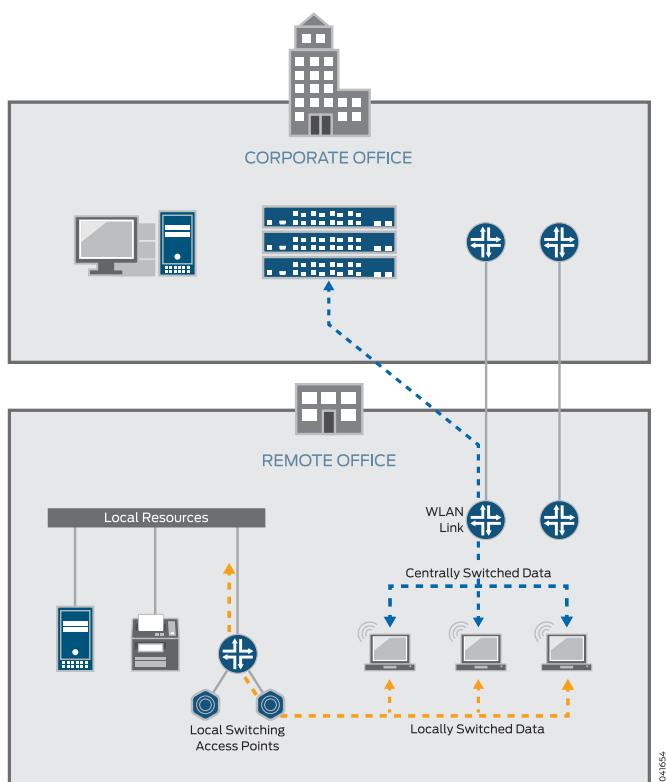 CORPORATE OFFICE
REMOTE OFFICE
Local Resources
WLAN
Link
Centrally Switched Data
Local Switching
Access Points
Locally Switched Data
041654